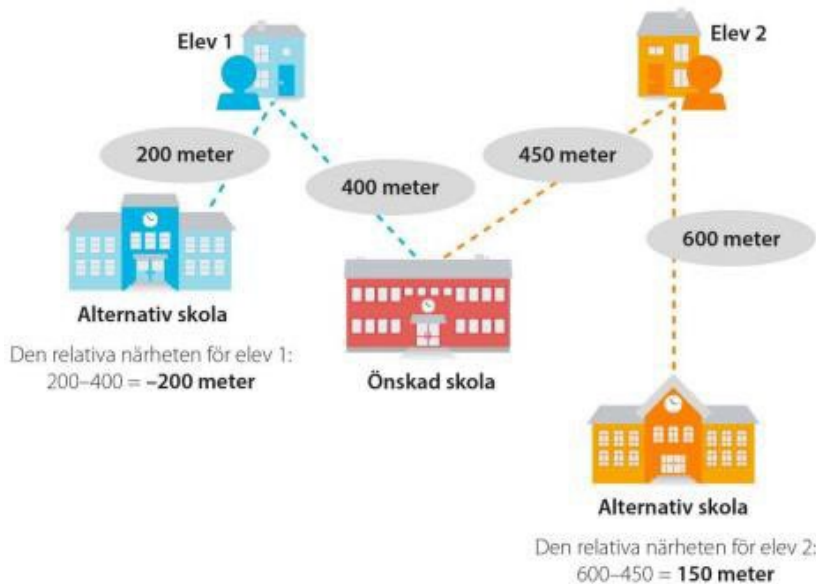 Elev 1
Elev 2
200 meter
450 meter
400 meter
600 meter
Alternativ skola
Den relativa närheten för elev 1:
200–400 = –200 meter
Önskad skola
Alternativ skola
Den relativa närheten för elev 2:
600–450 = 150 meter